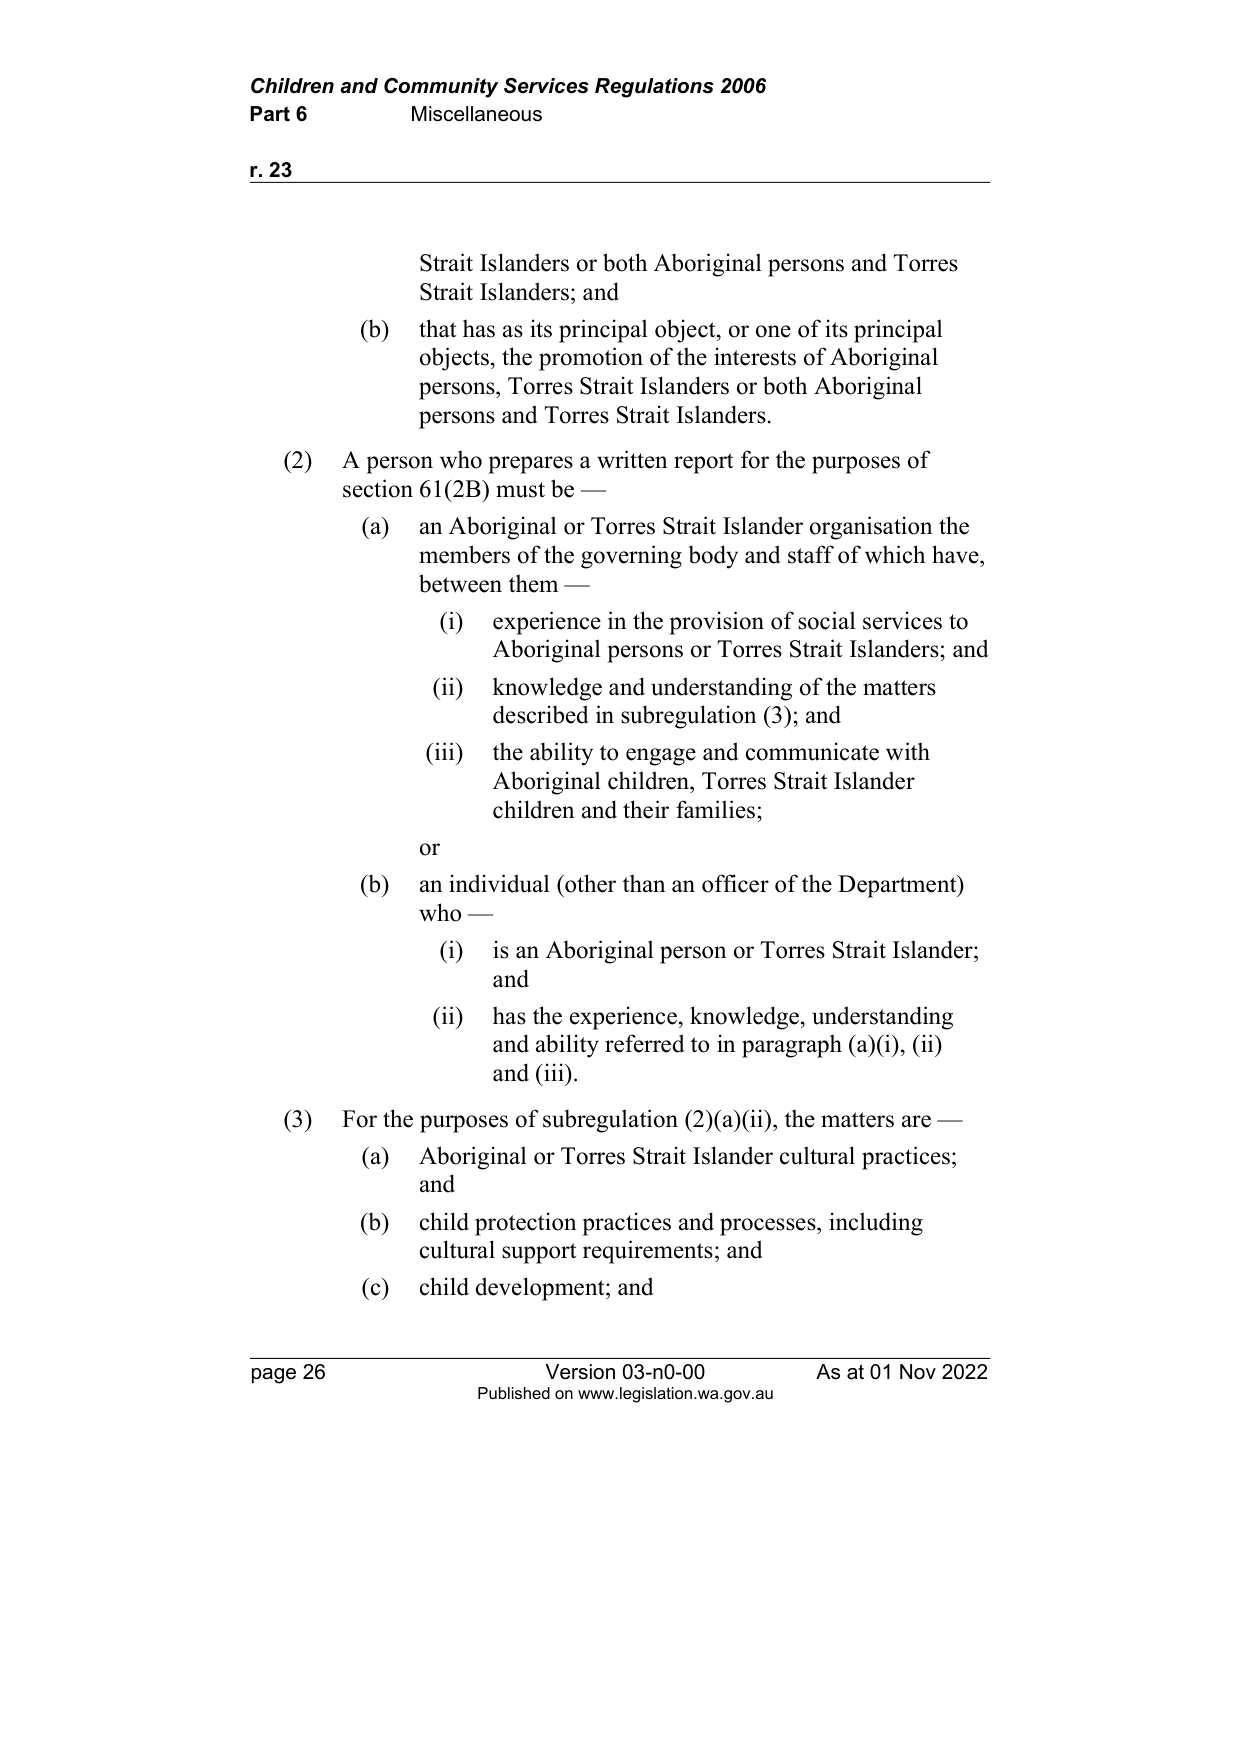 Children and Community Services Regulations 2006
Part 6 Miscellaneous
r. 23
Strait Islanders or both Aboriginal persons and Torres
Strait Islanders; and
(b) that has as its principal object, or one of its principal
objects, the promotion of the interests of Aboriginal
persons, Torres Strait Islanders or both Aboriginal
persons and Torres Strait Islanders.
(2) A person who prepares a written report for the purposes of
section 61(2B) must be —
(a) an Aboriginal or Torres Strait Islander organisation the
members of the governing body and staff of which have,
between them —
(i) experience in the provision of social services to
Aboriginal persons or Torres Strait Islanders; and
(ii) knowledge and understanding of the matters
described in subregulation (3); and
(iii) the ability to engage and communicate with
Aboriginal children, Torres Strait Islander
children and their families;
or
(b) an individual (other than an officer of the Department)
who —
(i) is an Aboriginal person or Torres Strait Islander;
and
(ii) has the experience, knowledge, understanding
and ability referred to in paragraph (a)(i), (ii)
and (iii).
(3) For the purposes of subregulation (2)(a)(ii), the matters are —
(a) Aboriginal or Torres Strait Islander cultural practices;
and
(b) child protection practices and processes, including
cultural support requirements; and
(c) child development; and
page 26 Version 03-n0-00 As at 01 Nov 2022
Published on www.legislation.wa.gov.au